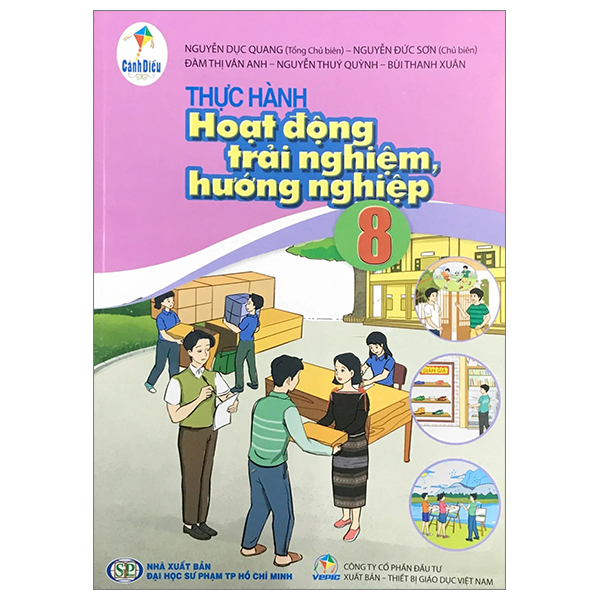 Cánh Diều
NGUYỄN DỤC QUANG (Tổng Chủ biên) – NGUYỄN ĐỨC SƠN (Chủ biên)
ĐÀM THỊ VÂN ANH – NGUYỄN THUÝ QUỲNH – BÙI THANH XUÂN
THỰC HÀNH
Hoạt động
trải nghiệm,
hướng nghiệp
8
GIẢM GIÁ
SP
NHÀ XUẤT BẢN
ĐẠI HỌC SƯ PHẠM TP HỒ CHÍ MINH
VEPIC
CÔNG TY CỔ PHẦN ĐẦU TƯ
XUẤT BẢN – THIẾT BỊ GIÁO DỤC VIỆT NAM